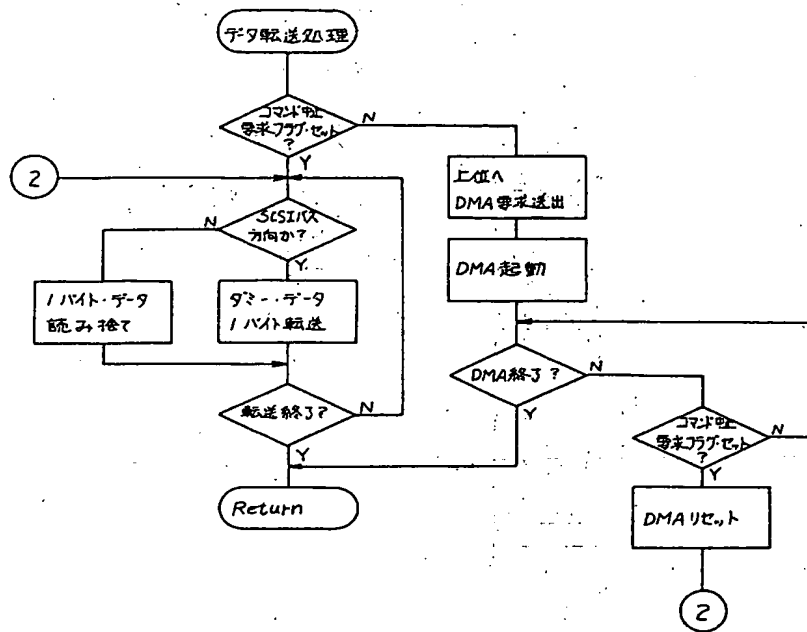 データ転送処理
コマンド中止
要求フラグ・セット
?
N
Y
2
上位へ
DMA要求送出
SCSIバス
方向か?
N
Y
DMA起動
1バイト・データ
読み捨て
ダミー・データ
1バイト転送
DMA終了?
N
Y
転送終了?
N
Y
コマンド中止
要求フラグ・セット
?
N
Y
Return
DMAリセット
2